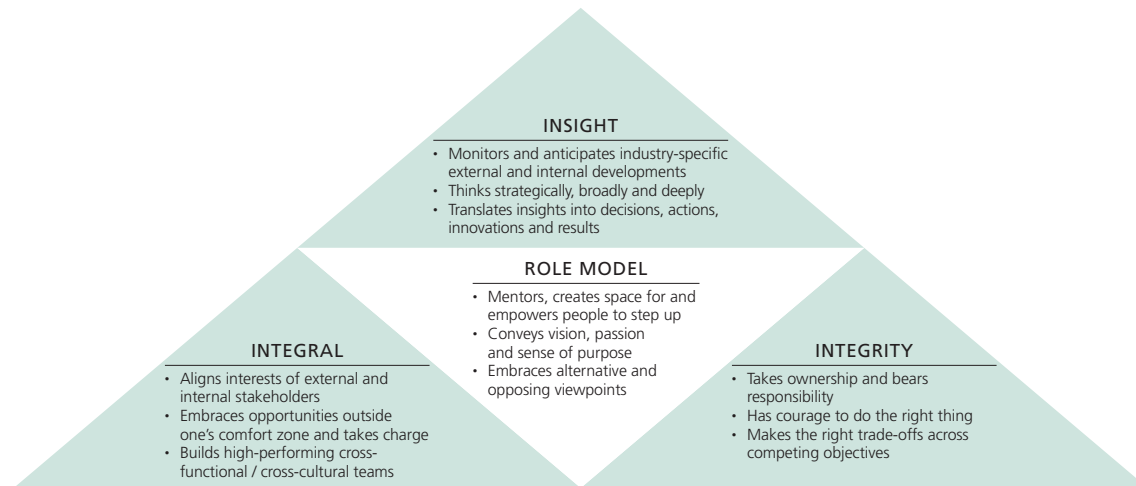 INSIGHT
• Monitors and anticipates industry-specific
external and internal developments
• Thinks strategically, broadly and deeply
• Translates insights into decisions, actions,
innovations and results
ROLE MODEL
• Mentors, creates space for and
empowers people to step up
• Conveys vision, passion
and sense of purpose
• Embraces alternative and
opposing viewpoints
INTEGRAL
• Aligns interests of external and
internal stakeholders
• Embraces opportunities outside
one's comfort zone and takes charge
• Builds high-performing cross-
functional / cross-cultural teams
INTEGRITY
• Takes ownership and bears
responsibility
• Has courage to do the right thing
• Makes the right trade-offs across
competing objectives